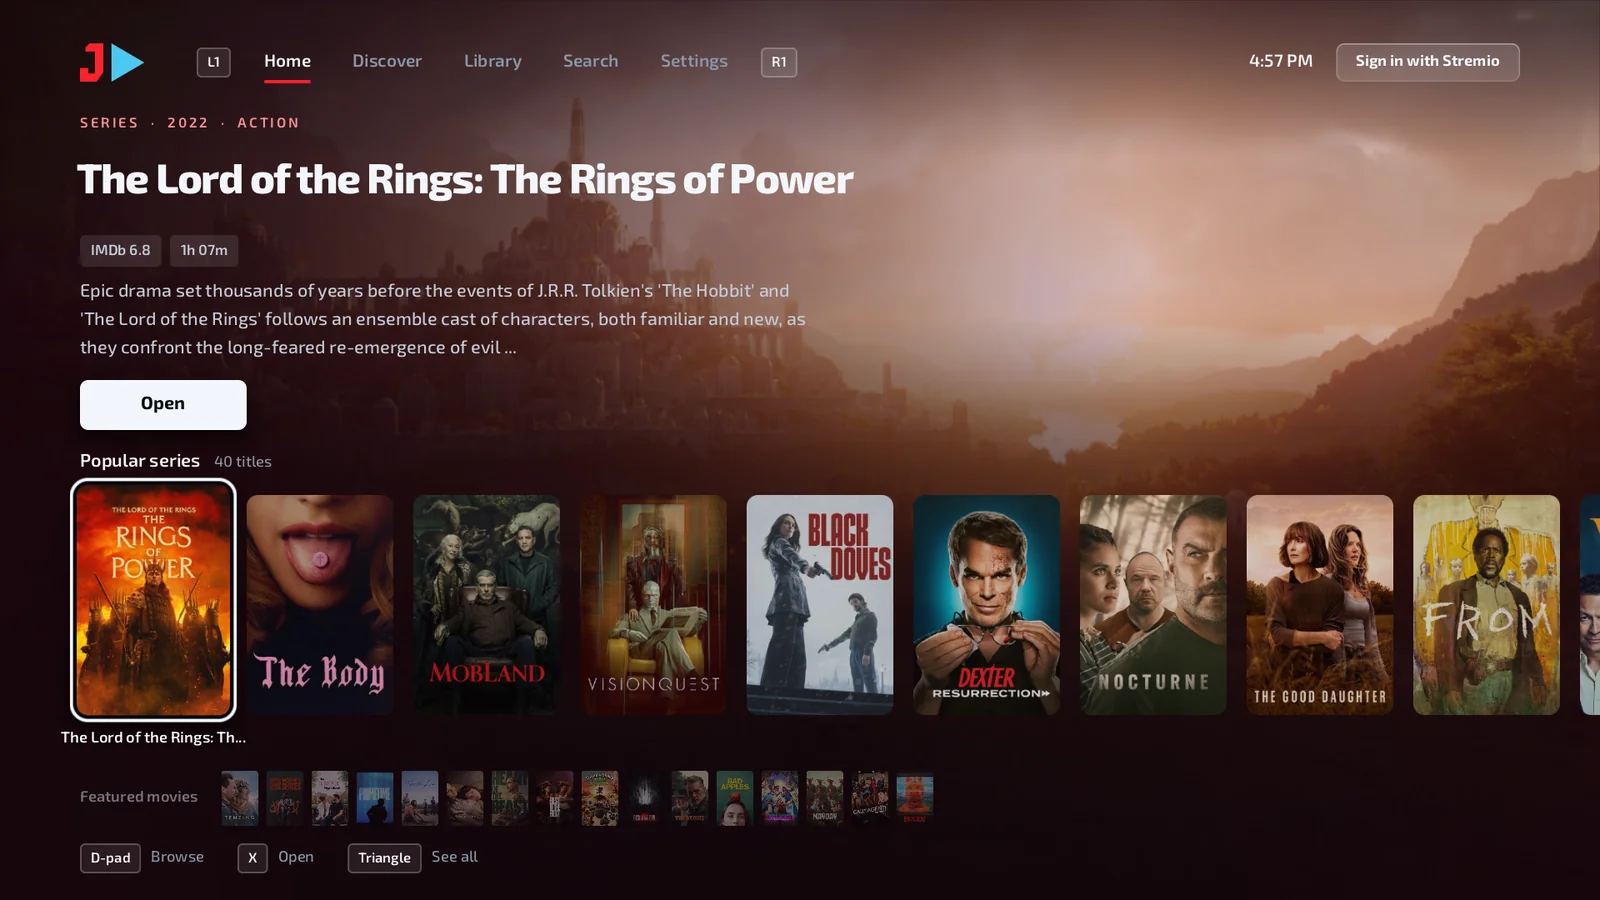 J
L1 Home Discover Library Search Settings R1 4:57 PM Sign in with Stremio
SERIES · 2022 · ACTION
The Lord of the Rings: The Rings of Power
IMDb 6.8 1h 07m
Epic drama set thousands of years before the events of J.R.R. Tolkien's 'The Hobbit' and
'The Lord of the Rings' follows an ensemble cast of characters, both familiar and new, as
they confront the long-feared re-emergence of evil ...
Open
Popular series 40 titles
THE LORD OF THE RINGS
THE
RINGS
OF
POWER
The Body
MOBLAND
VISIONQUEST
BLACK
DOVES
DEXTER
RESURRECTION
NOCTURNE
THE GOOD DAUGHTER
FROM
The Lord of the Rings: Th...
Featured movies
PRIMETIME
BAD
APPLES
D-pad Browse X Open Triangle See all